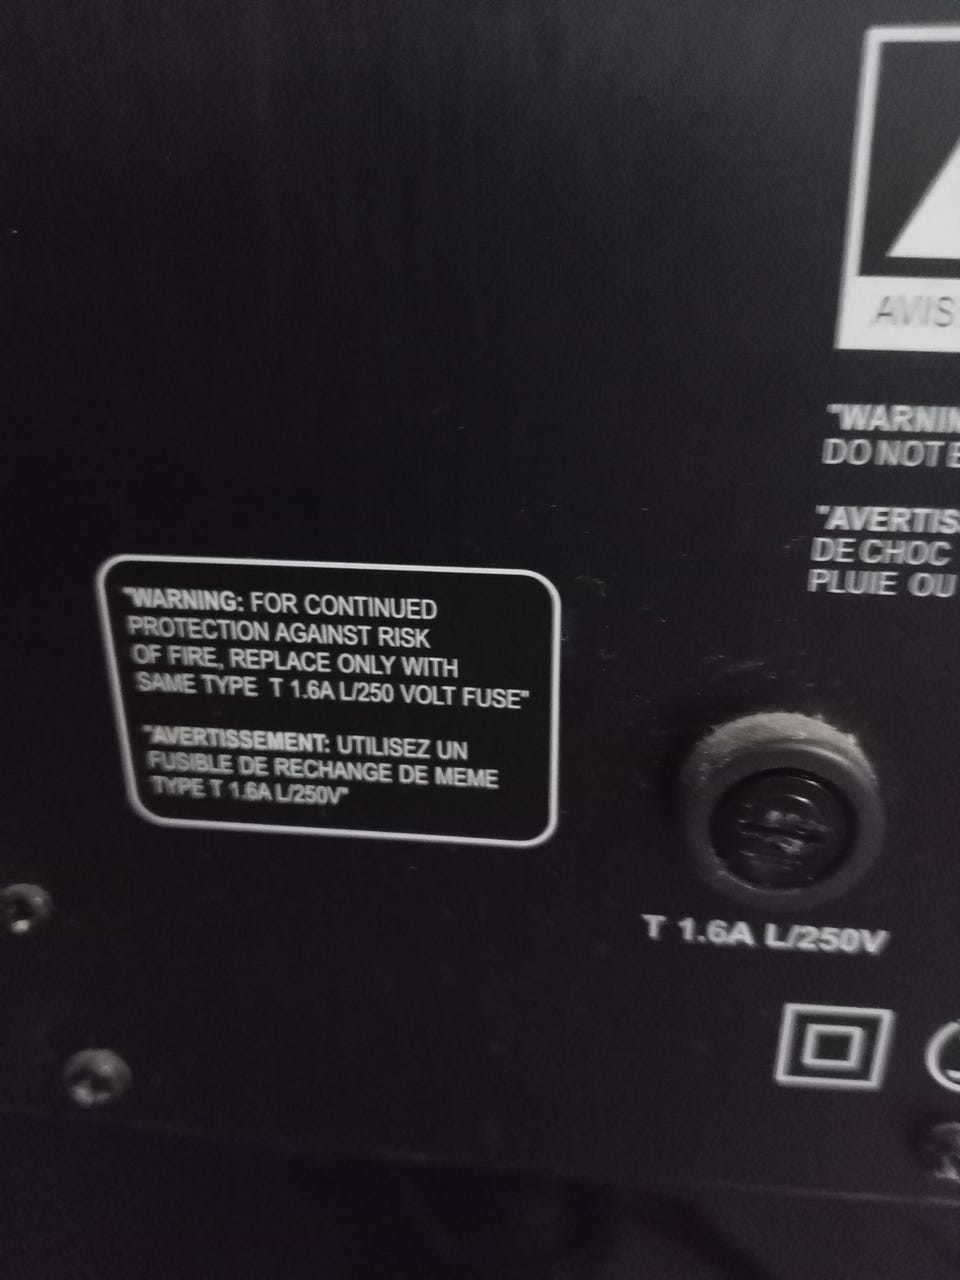 AVIS
"WARNIN
DO NOT B
"AVERTIS
DE CHOC
PLUIE OU
"WARNING: FOR CONTINUED
PROTECTION AGAINST RISK
OF FIRE, REPLACE ONLY WITH
SAME TYPE T 1.6A L/250 VOLT FUSE"
"AVERTISSEMENT: UTILISEZ UN
FUSIBLE DE RECHANGE DE MEME
TYPE T 1.6A L/250V"
T 1.6A L/250V